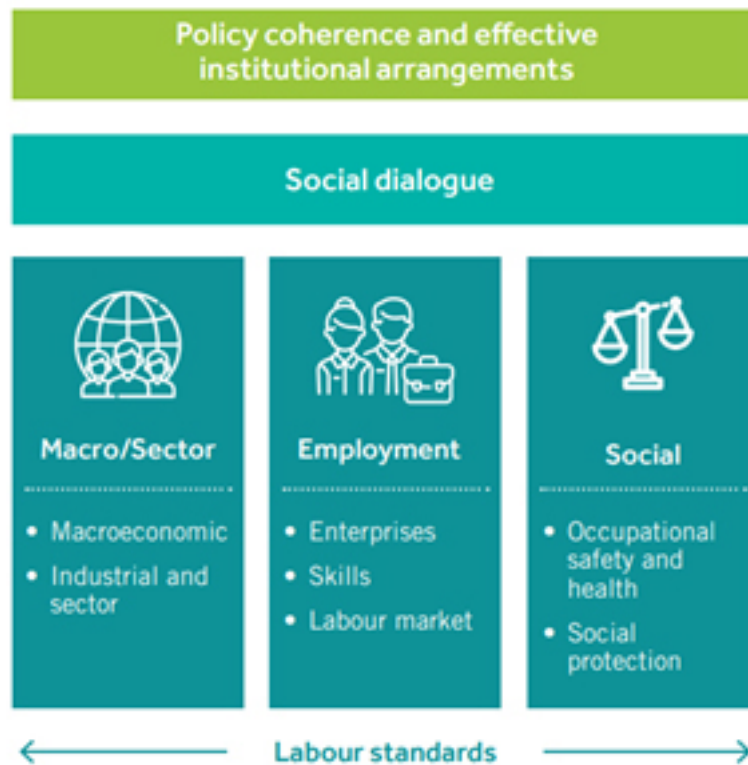 Policy coherence and effective
institutional arrangements
Social dialogue
Macro/Sector
• Macroeconomic
• Industrial and
sector
Employment
• Enterprises
• Skills
• Labour market
Social
• Occupational
safety and
health
• Social
protection
Labour standards